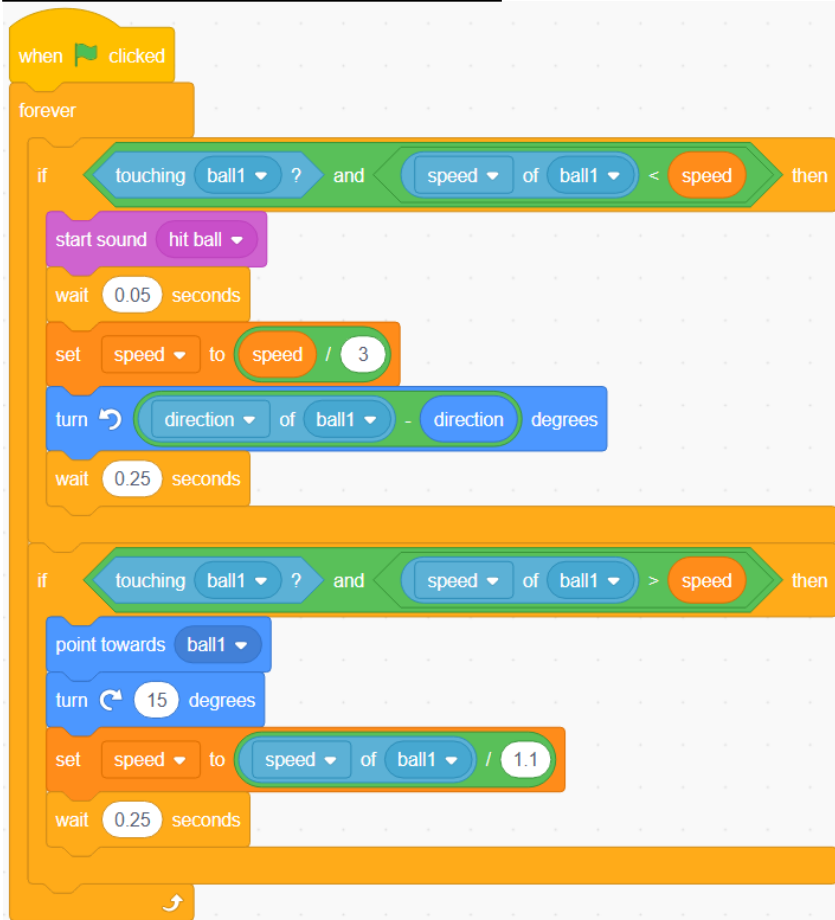 when clicked
forever
if touching ball1 ? and speed of ball1 < speed then
start sound hit ball
wait 0.05 seconds
set speed to speed / 3
turn direction of ball1 - direction degrees
wait 0.25 seconds
if touching ball1 ? and speed of ball1 > speed then
point towards ball1
turn 15 degrees
set speed to speed of ball1 / 1.1
wait 0.25 seconds